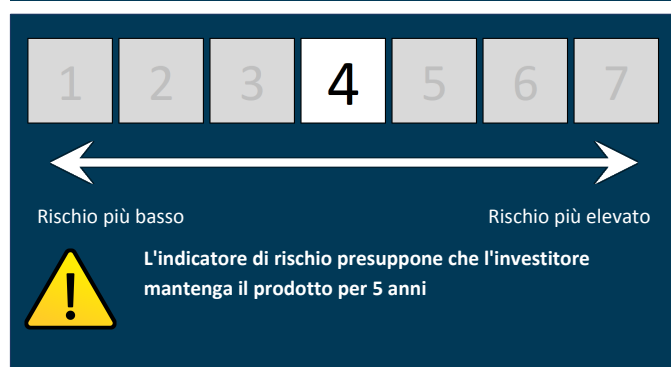 1 2 3 4 5 6 7
Rischio più basso Rischio più elevato
L'indicatore di rischio presuppone che l'investitore
mantenga il prodotto per 5 anni